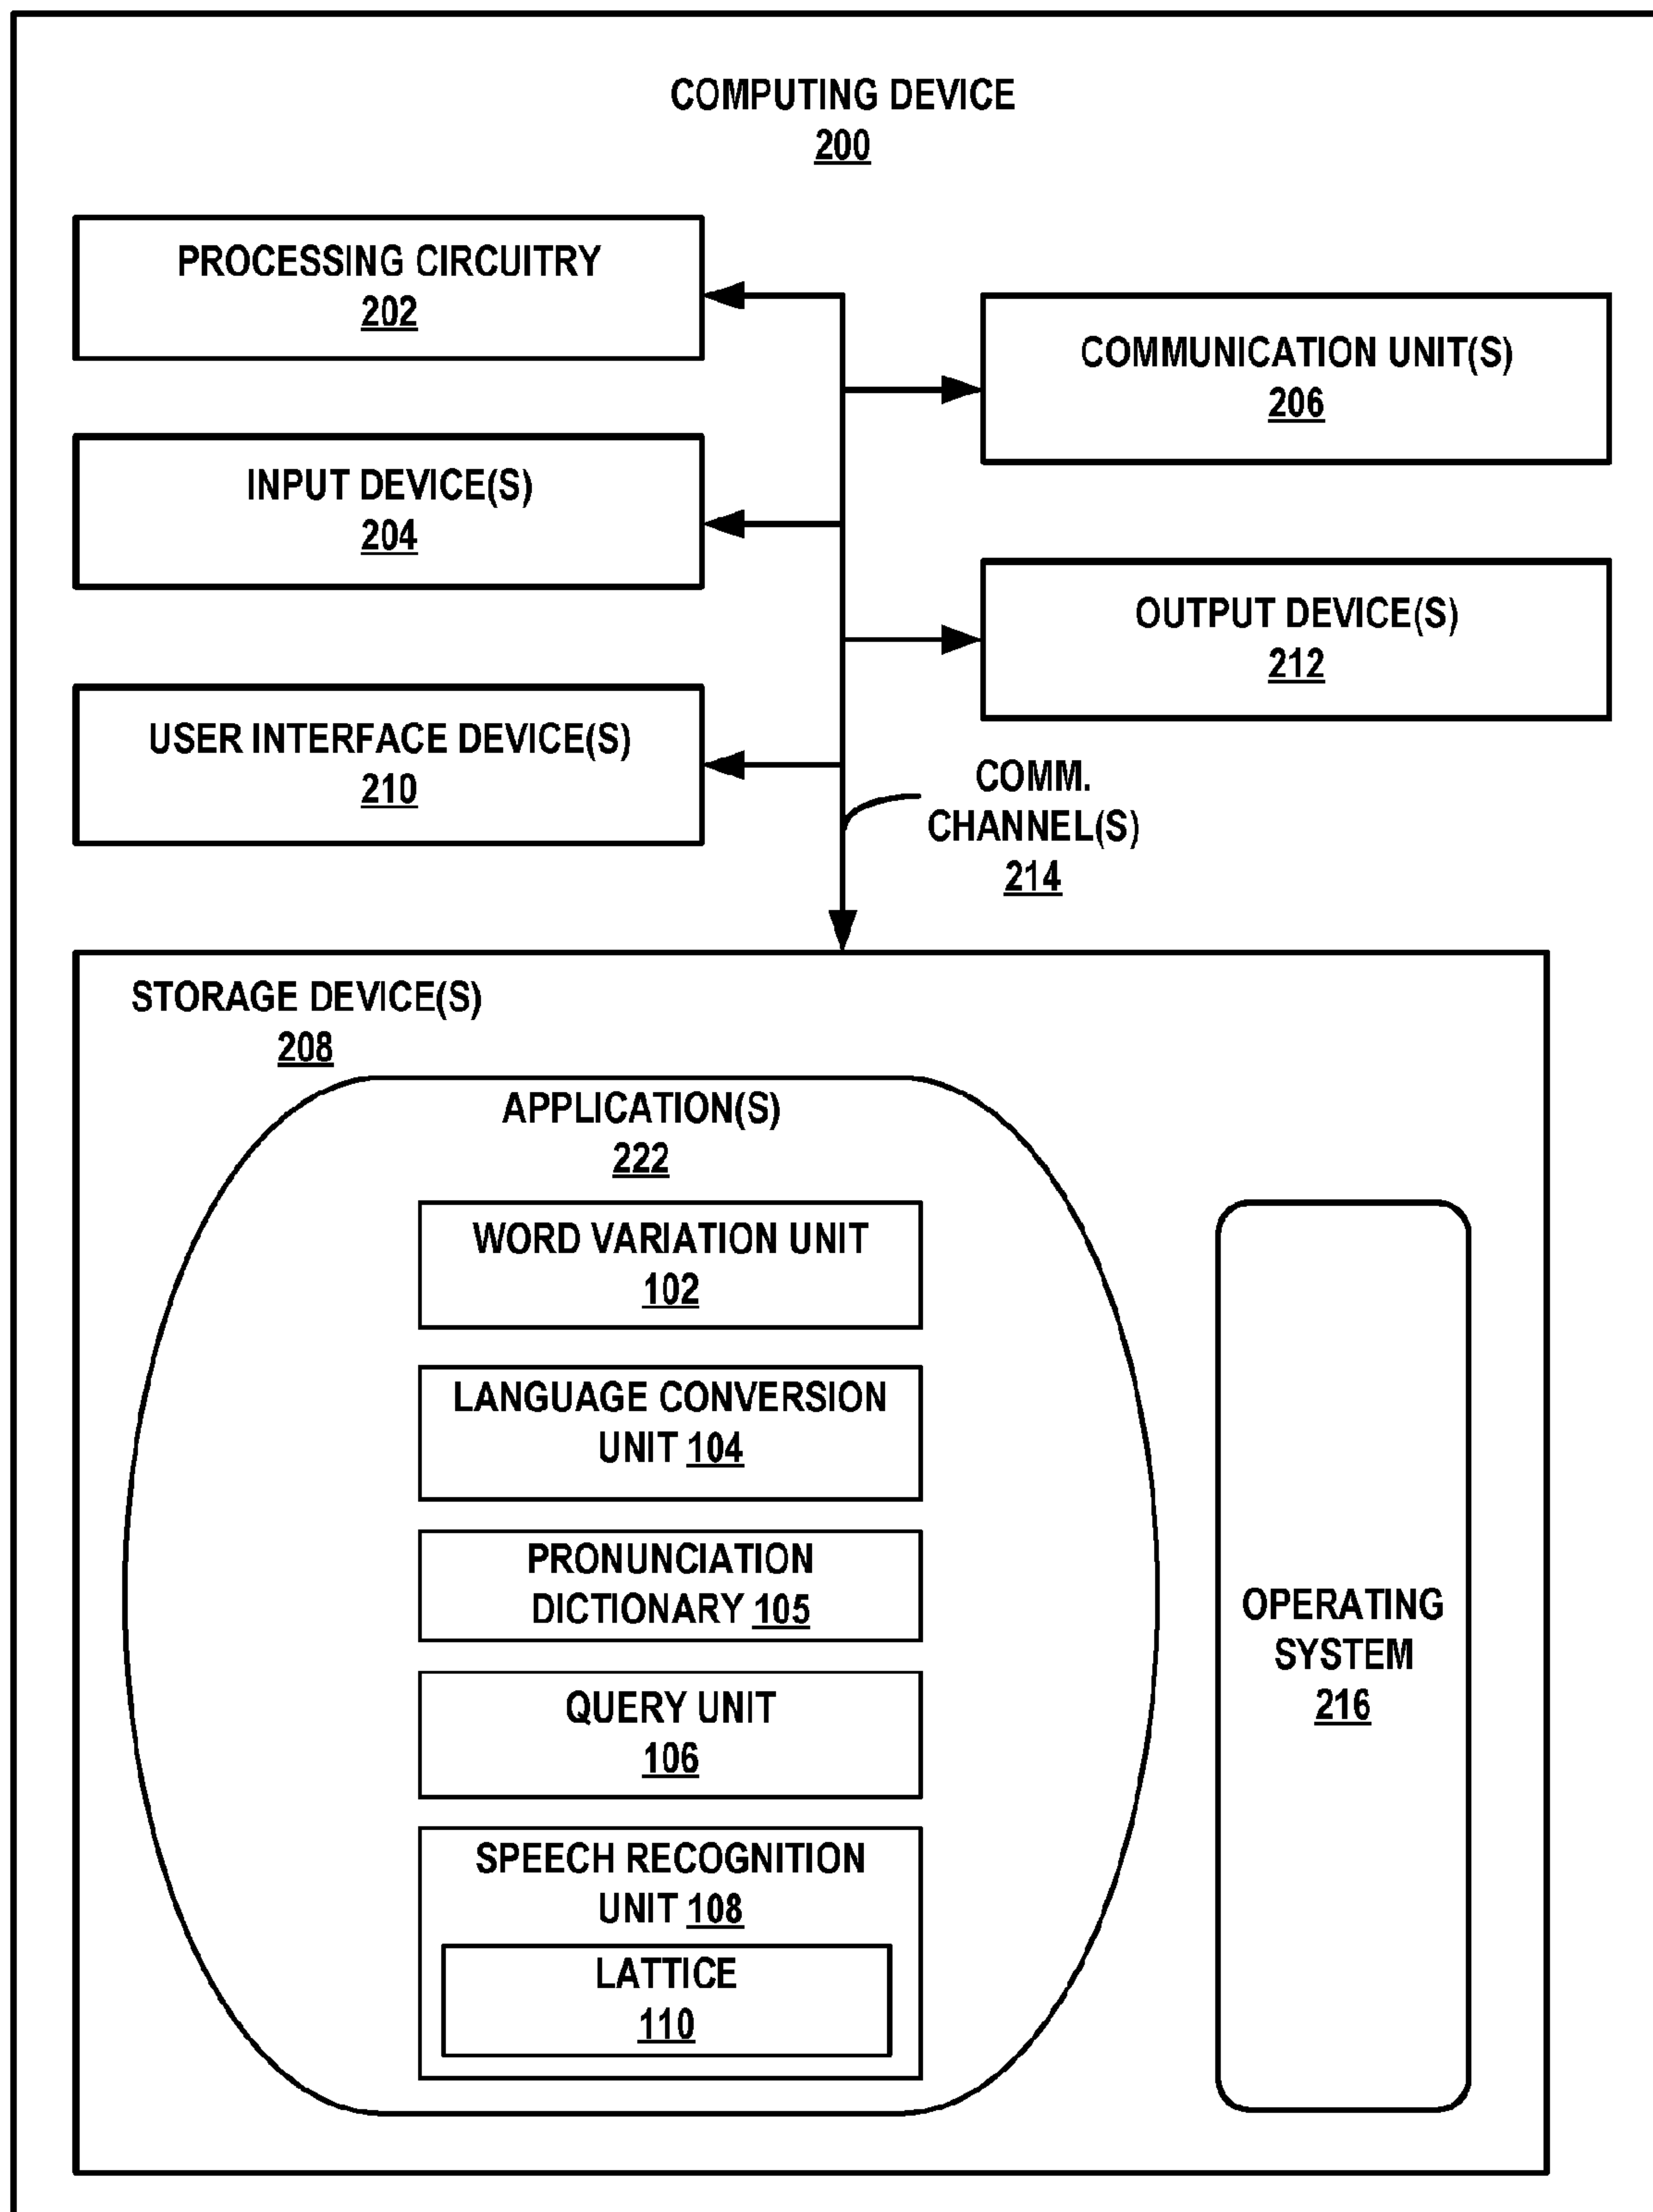 COMPUTING DEVICE
200
PROCESSING CIRCUITRY
202
COMMUNICATION UNIT(S)
206
INPUT DEVICE(S)
204
OUTPUT DEVICE(S)
212
USER INTERFACE DEVICE(S)
210
COMM.
CHANNEL(S)
214
STORAGE DEVICE(S)
208
APPLICATION(S)
222
WORD VARIATION UNIT
102
LANGUAGE CONVERSION
UNIT 104
PRONUNCIATION
DICTIONARY 105
QUERY UNIT
106
SPEECH RECOGNITION
UNIT 108
LATTICE
110
OPERATING
SYSTEM
216